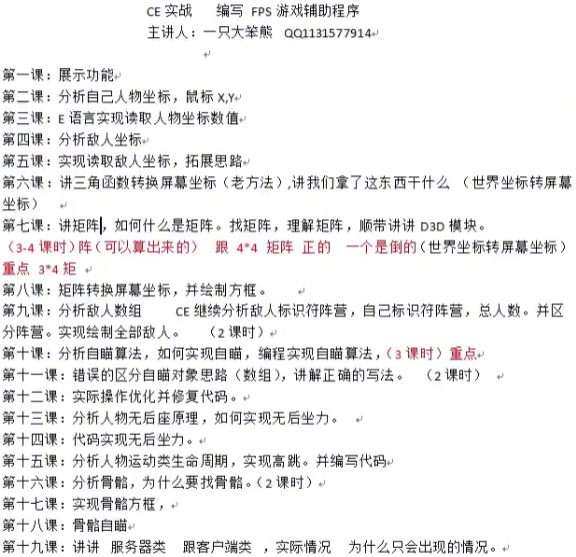 CE 实战 编写 FPS 游戏辅助程序
主讲人：一只大笨熊 QQ1131577914
第一课：展示功能
第二课：分析自己人物坐标，鼠标 X,Y
第三课：E 语言实现读取人物坐标数值
第四课：分析敌人坐标
第五课：实现读取敌人坐标，拓展思路
第六课：讲三角函数转换屏幕坐标（老方法）,讲我们拿了这东西干什么 （世界坐标转屏幕
坐标）
第七课：讲矩阵，如何什么是矩阵。找矩阵，理解矩阵，顺带讲讲 D3D 模块。
（3-4 课时）阵（可以算出来的） 跟 4*4 矩阵 正的 一个是倒的（世界坐标转屏幕坐标）
重点 3*4 矩
第八课：矩阵转换屏幕坐标，并绘制方框。
第九课：分析敌人数组 CE 继续分析敌人标识符阵营，自己标识符阵营，总人数。并区
分阵营。实现绘制全部敌人。 （2 课时）
第十课：分析自瞄算法，如何实现自瞄，编程实现自瞄算法，（3 课时）重点
第十一课：错误的区分自瞄对象思路（数组），讲解正确的写法。 （2 课时）
第十二课：实际操作优化并修复代码。
第十三课：分析人物无后座原理，如何实现无后坐力。
第十四课：代码实现无后坐力。
第十五课：分析人物运动类生命周期，实现高跳。并编写代码
第十六课：分析骨骼，为什么要找骨骼。（2 课时）
第十七课：实现骨骼方框，
第十八课：骨骼自瞄
第十九课：讲讲 服务器类 跟客户端类 ，实际情况 为什么只会出现的情况。